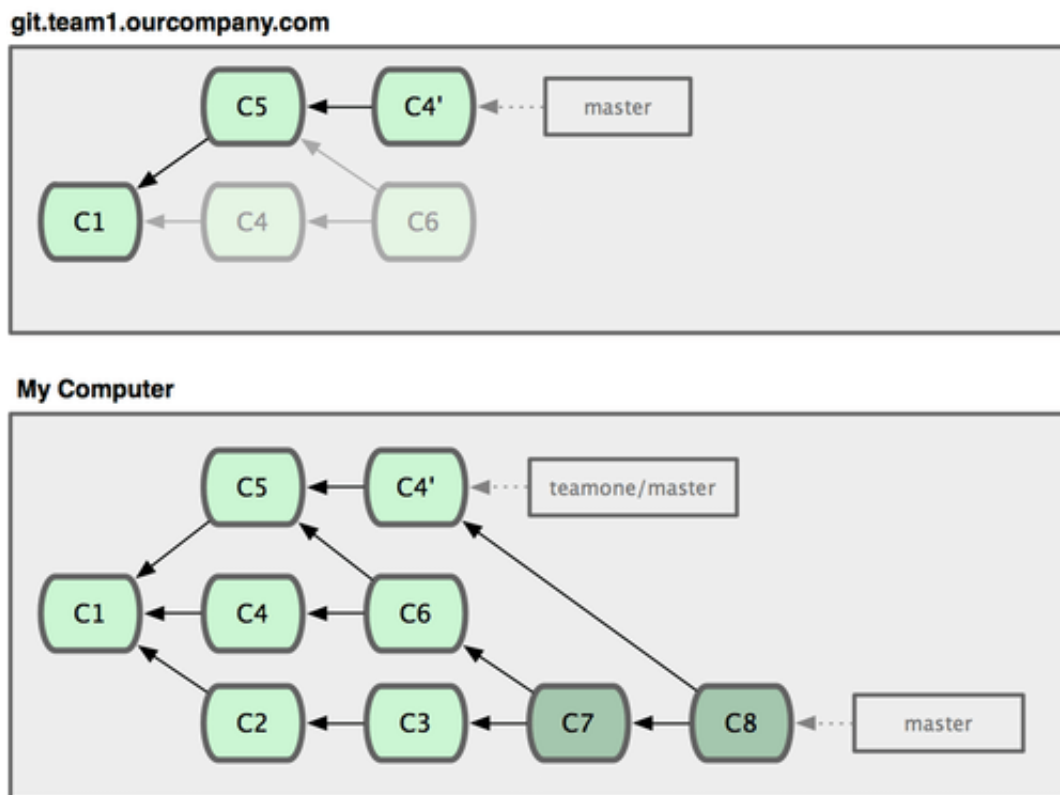 git.team1.ourcompany.com
C5 C4' master
C1 C4 C6
My Computer
C5 C4' teamone/master
C1 C4 C6
C2 C3 C7 C8 master